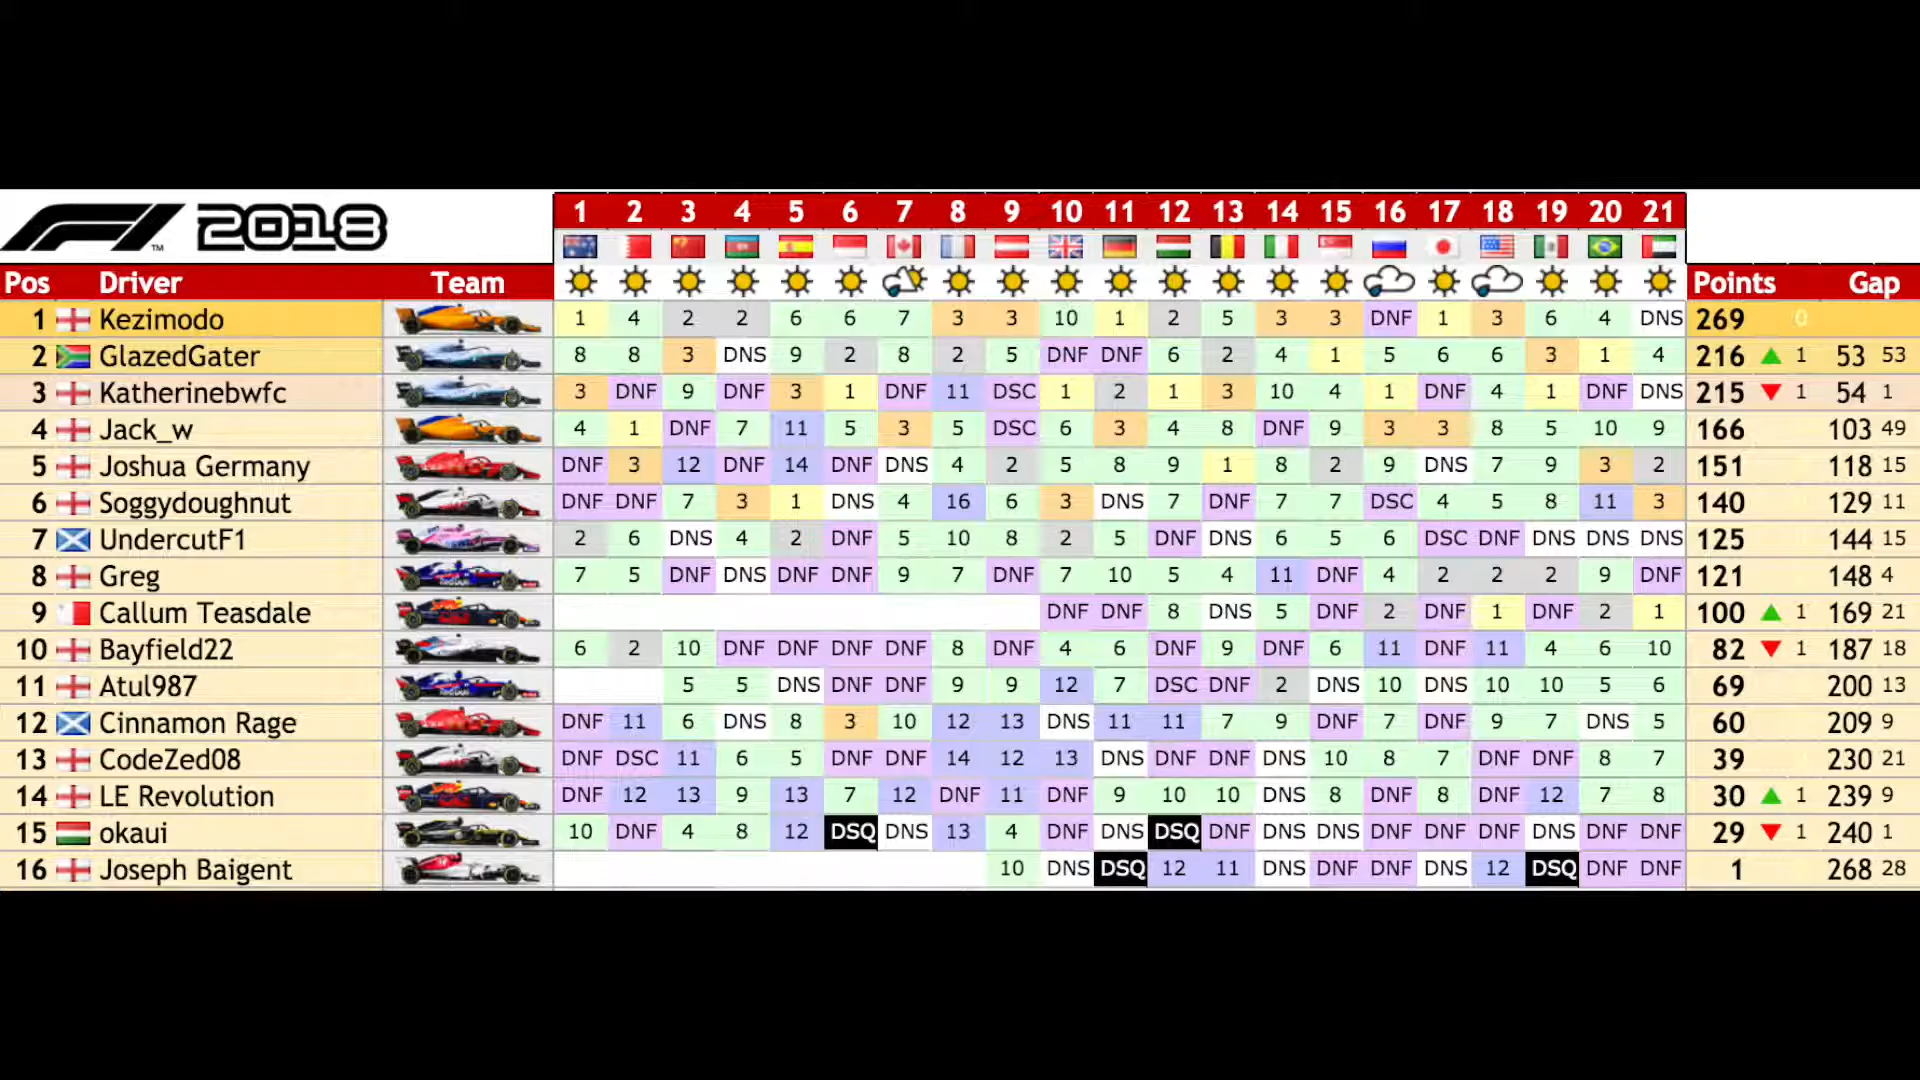 F1 2018 1 2 3 4 5 6 7 8 9 10 11 12 13 14 15 16 17 18 19 20 21
TM
Pos Driver Team Points Gap
1 Kezimodo 1 4 2 2 6 6 7 3 3 10 1 2 5 3 3 DNF 1 3 6 4 DNS 269 0
2 GlazedGater 8 8 3 DNS 9 2 8 2 5 DNF DNF 6 2 4 1 5 6 6 3 1 4 216 1 53 53
3 Katherinebwfc 3 DNF 9 DNF 3 1 DNF 11 DSC 1 2 1 3 10 4 1 DNF 4 1 DNF DNS 215 1 54 1
4 Jack_w 4 1 DNF 7 11 5 3 5 DSC 6 3 4 8 DNF 9 3 3 8 5 10 9 166 103 49
5 Joshua Germany DNF 3 12 DNF 14 DNF DNS 4 2 5 8 9 1 8 2 9 DNS 7 9 3 2 151 118 15
6 Soggydoughnut DNF DNF 7 3 1 DNS 4 16 6 3 DNS 7 DNF 7 7 DSC 4 5 8 11 3 140 129 11
7 UndercutF1 2 6 DNS 4 2 DNF 5 10 8 2 5 DNF DNS 6 5 6 DSC DNF DNS DNS DNS 125 144 15
8 Greg 7 5 DNF DNS DNF DNF 9 7 DNF 7 10 5 4 11 DNF 4 2 2 2 9 DNF 121 148 4
9 Callum Teasdale DNF DNF 8 DNS 5 DNF 2 DNF 1 DNF 2 1 100 1 169 21
10 Bayfield22 6 2 10 DNF DNF DNF DNF 8 DNF 4 6 DNF 9 DNF 6 11 DNF 11 4 6 10 82 1 187 18
11 Atul987 5 5 DNS DNF DNF 9 9 12 7 DSC DNF 2 DNS 10 DNS 10 10 5 6 69 200 13
12 Cinnamon Rage DNF 11 6 DNS 8 3 10 12 13 DNS 11 11 7 9 DNF 7 DNF 9 7 DNS 5 60 209 9
13 CodeZed08 DNF DSC 11 6 5 DNF DNF 14 12 13 DNS DNF DNF DNS 10 8 7 DNF DNF 8 7 39 230 21
14 LE Revolution DNF 12 13 9 13 7 12 DNF 11 DNF 9 10 10 DNS 8 DNF 8 DNF 12 7 8 30 1 239 9
15 okaui 10 DNF 4 8 12 DSQ DNS 13 4 DNF DNS DSQ DNF DNS DNS DNF DNF DNF DNS DNF DNF 29 1 240 1
16 Joseph Baigent 10 DNS DSQ 12 11 DNS DNF DNF DNS 12 DSQ DNF DNF 1 268 28